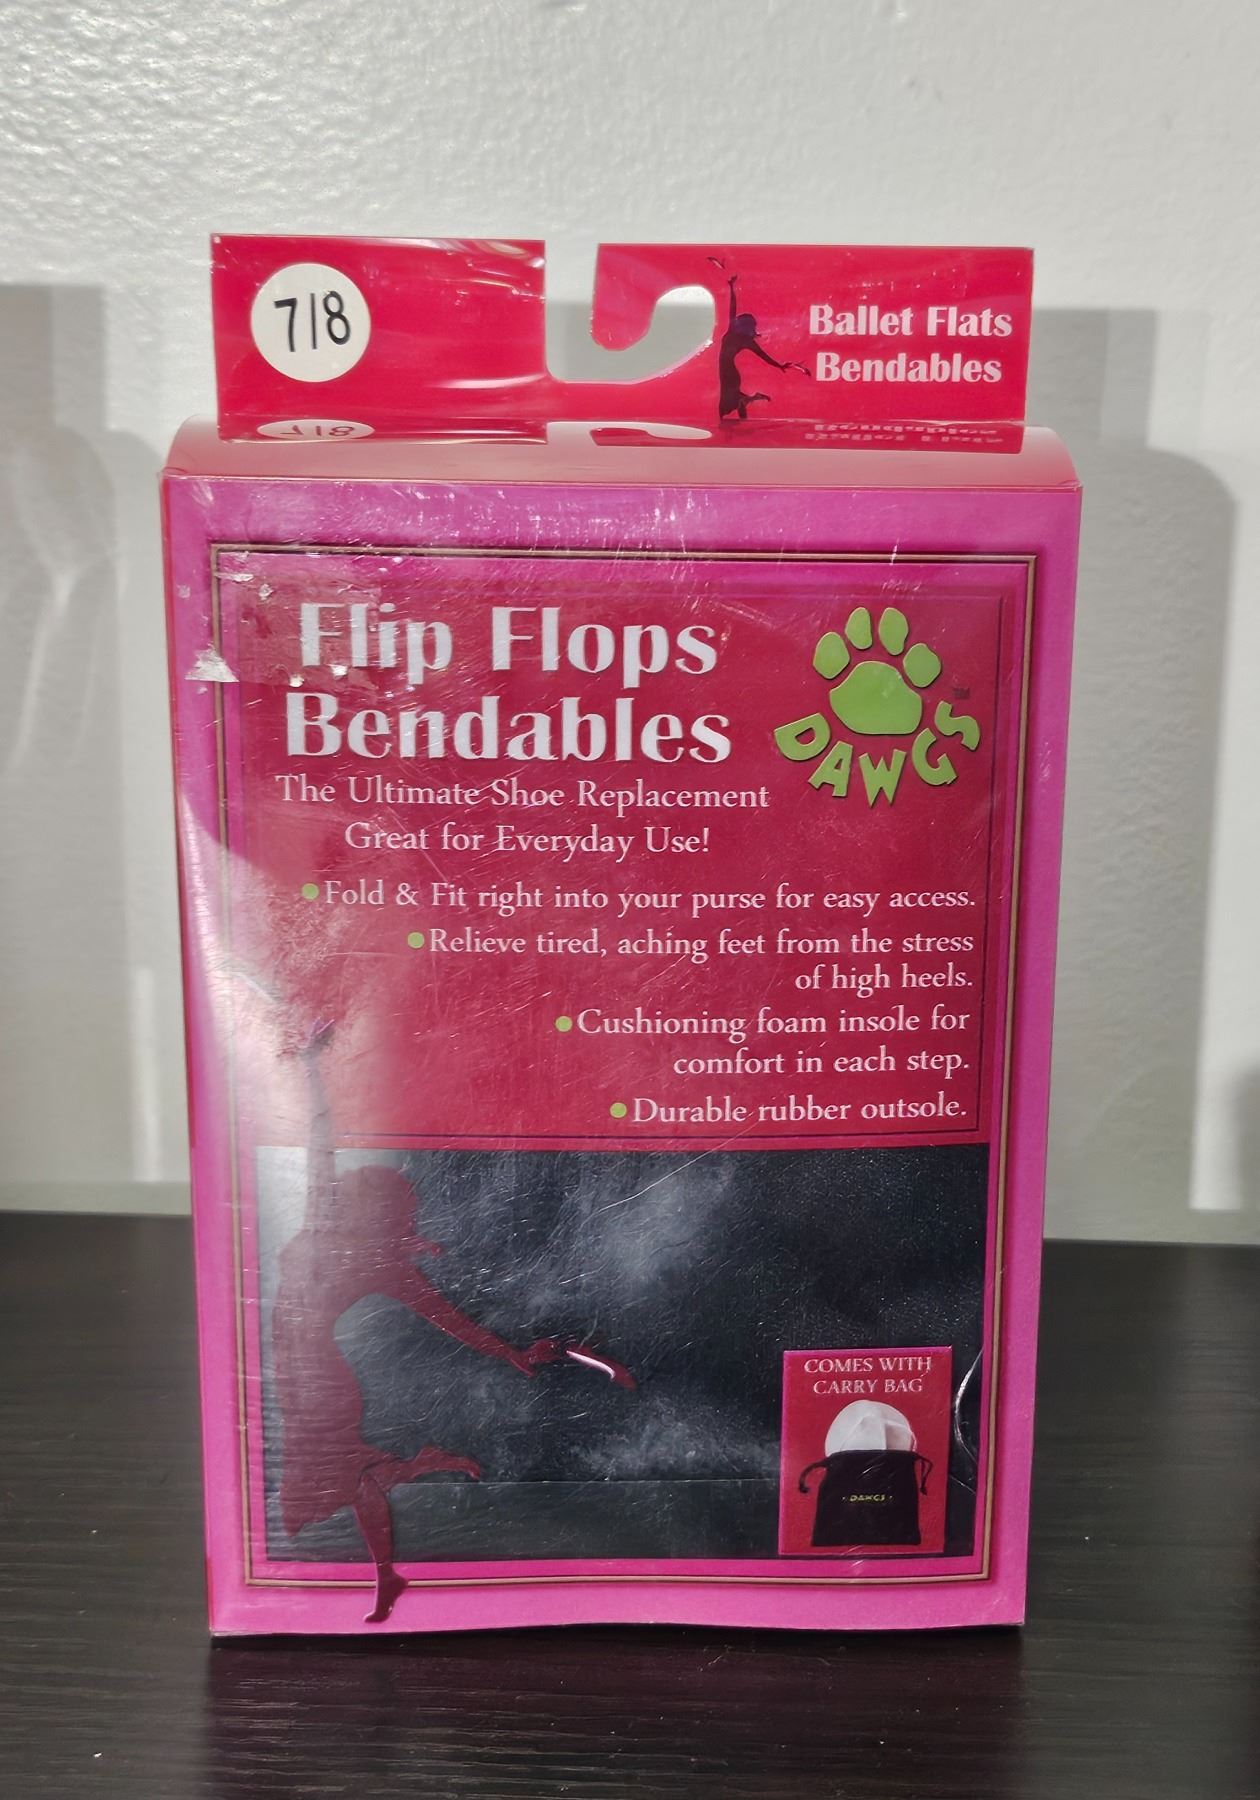 7/8
Ballet Flats
Bendables
Flip Flops
Bendables
DAWGS
TM
The Ultimate Shoe Replacement
Great for Everyday Use!
•Fold & Fit right into your purse for easy access.
•Relieve tired, aching feet from the stress
of high heels.
•Cushioning foam insole for
comfort in each step.
•Durable rubber outsole.
COMES WITH
CARRY BAG
•DAWGS•